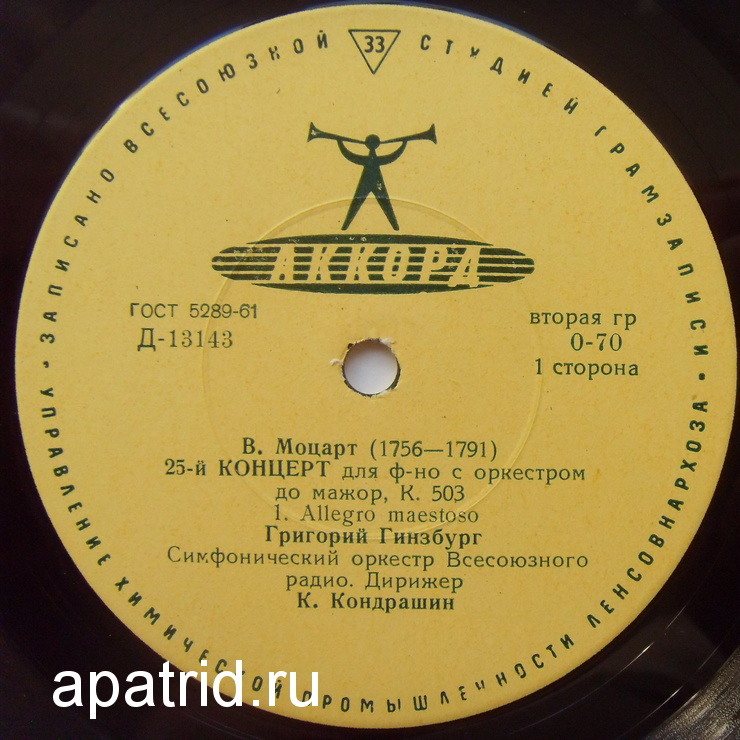 • ЗАПИСАНО ВСЕСОЮЗНОЙ 33 СТУДИЕЙ ГРАМЗАПИСИ •
УПРАВЛЕНИЕ ХИМИЧЕСКОЙ ПРОМЫШЛЕННОСТИ ЛЕНСОВНАРХОЗА
АККОРД
ГОСТ 5289-61
Д-13143
вторая гр
0-70
1 сторона
В. Моцарт (1756—1791)
25-й КОНЦЕРТ для ф-но с оркестром
до мажор, К. 503
1. Allegro maestoso
Григорий Гинзбург
Симфонический оркестр Всесоюзного
радио. Дирижер
К. Кондрашин
apatrid.ru